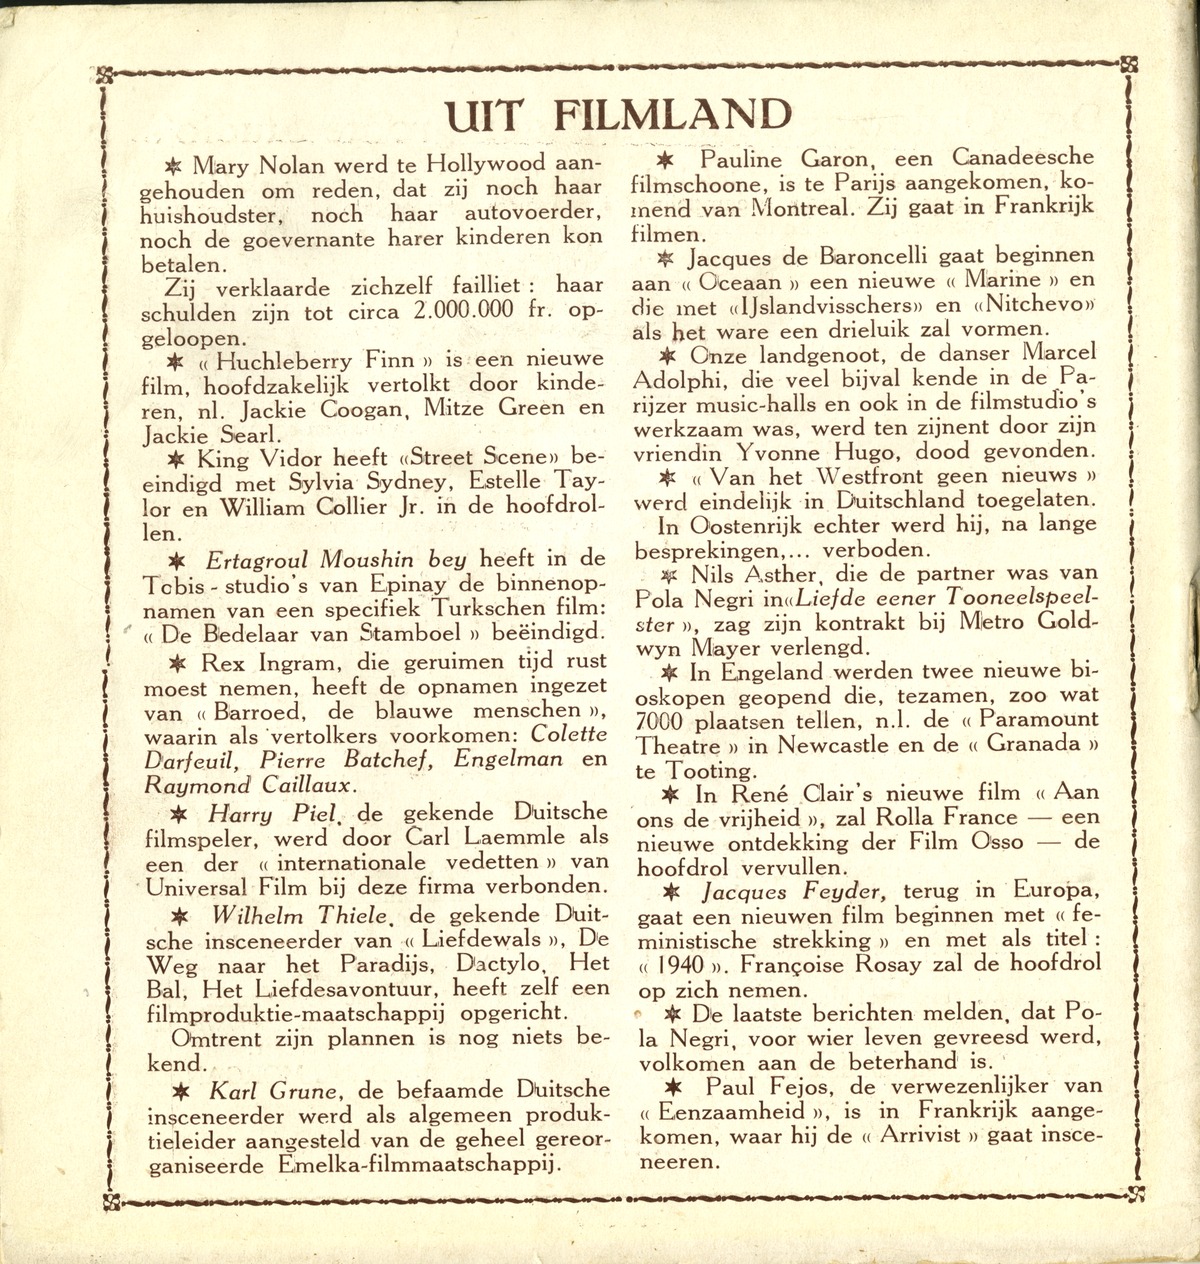 UIT FILMLAND
✶ Mary Nolan werd te Hollywood aan-
gehouden om reden, dat zij noch haar
huishoudster, noch haar autovoerder,
noch de goevernante harer kinderen kon
betalen.
Zij verklaarde zichzelf failliet : haar
schulden zijn tot circa 2.000.000 fr. op-
geloopen.
✶ « Huchleberry Finn » is een nieuwe
film, hoofdzakelijk vertolkt door kinde-
ren, nl. Jackie Coogan, Mitze Green en
Jackie Searl.
✶ King Vidor heeft «Street Scene» be-
eindigd met Sylvia Sydney, Estelle Tay-
lor en William Collier Jr. in de hoofdrol-
len.
✶ Ertagroul Moushin bey heeft in de
Tobis - studio's van Epinay de binnenop-
namen van een specifiek Turkschen film:
« De Bedelaar van Stamboel » beëindigd.
✶ Rex Ingram, die geruimen tijd rust
moest nemen, heeft de opnamen ingezet
van « Barroed, de blauwe menschen »,
waarin als vertolkers voorkomen: Colette
Darfeuil, Pierre Batchef, Engelman en
Raymond Caillaux.
✶ Harry Piel, de gekende Duitsche
filmspeler, werd door Carl Laemmle als
een der « internationale vedetten » van
Universal Film bij deze firma verbonden.
✶ Wilhelm Thiele, de gekende Duit-
sche insceneerder van « Liefdewals », De
Weg naar het Paradijs, Dactylo, Het
Bal, Het Liefdesavontuur, heeft zelf een
filmproduktie-maatschappij opgericht.
Omtrent zijn plannen is nog niets be-
kend.
✶ Karl Grune, de befaamde Duitsche
insceneerder werd als algemeen produk-
tieleider aangesteld van de geheel gereor-
ganiseerde Emelka-filmmaatschappij.
✶ Pauline Garon, een Canadeesche
filmschoone, is te Parijs aangekomen, ko-
mend van Montreal. Zij gaat in Frankrijk
filmen.
✶ Jacques de Baroncelli gaat beginnen
aan « Oceaan » een nieuwe « Marine » en
die met «IJslandvisschers» en «Nitchevo»
als het ware een drieluik zal vormen.
✶ Onze landgenoot, de danser Marcel
Adolphi, die veel bijval kende in de Pa-
rijzer music-halls en ook in de filmstudio's
werkzaam was, werd ten zijnent door zijn
vriendin Yvonne Hugo, dood gevonden.
✶ « Van het Westfront geen nieuws »
werd eindelijk in Duitschland toegelaten.
In Oostenrijk echter werd hij, na lange
besprekingen,... verboden.
✶ Nils Asther, die de partner was van
Pola Negri in«Liefde eener Tooneelspeel-
ster », zag zijn kontrakt bij Metro Gold-
wyn Mayer verlengd.
✶ In Engeland werden twee nieuwe bi-
oskopen geopend die, tezamen, zoo wat
7000 plaatsen tellen, n.l. de « Paramount
Theatre » in Newcastle en de « Granada »
te Tooting.
✶ In René Clair's nieuwe film « Aan
ons de vrijheid », zal Rolla France — een
nieuwe ontdekking der Film Osso — de
hoofdrol vervullen.
✶ Jacques Feyder, terug in Europa,
gaat een nieuwen film beginnen met « fe-
ministische strekking » en met als titel :
« 1940 ». Françoise Rosay zal de hoofdrol
op zich nemen.
✶ De laatste berichten melden, dat Po-
la Negri, voor wier leven gevreesd werd,
volkomen aan de beterhand is.
✶ Paul Fejos, de verwezenlijker van
« Eenzaamheid », is in Frankrijk aange-
komen, waar hij de « Arrivist » gaat insce-
neeren.